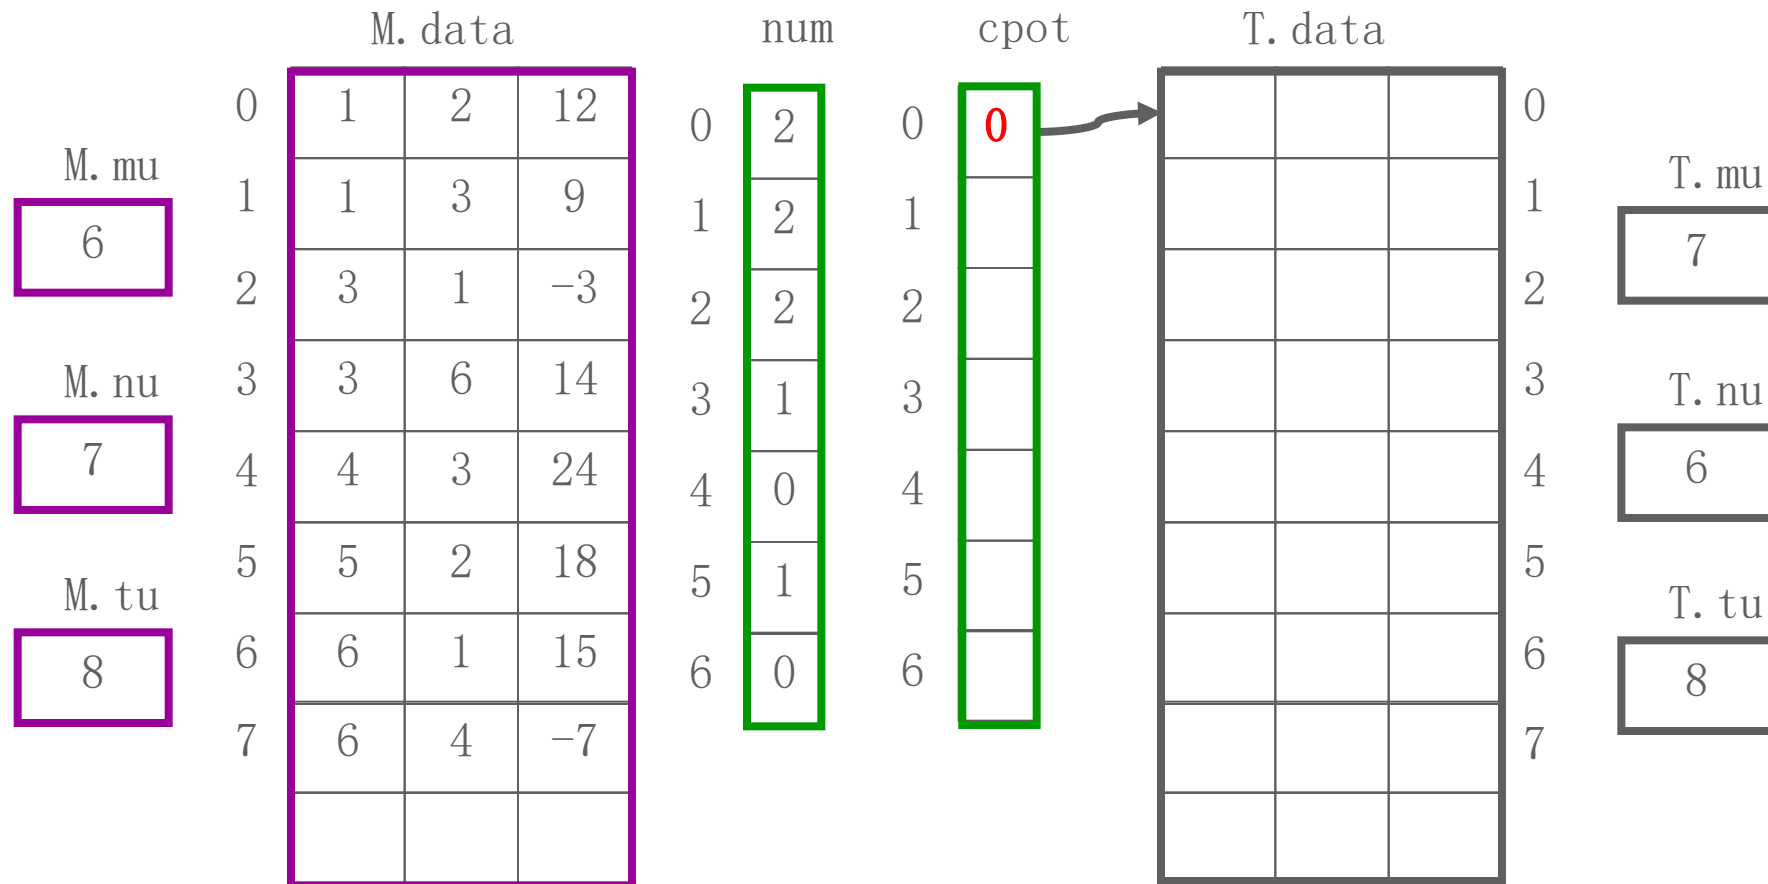 M.data num cpot T.data
0 1 2 12 0 2 0 0 0
M.mu T.mu
1 1 3 9 1 2 1 1
6 7
2 3 1 -3 2 2 2 2
M.nu T.nu
3 3 6 14 3 1 3 3
7 6
4 4 3 24 4 0 4 4
5 5 2 18 5 1 5 5
M.tu T.tu
6 6 1 15 6 0 6 6
8 8
7 6 4 -7 7